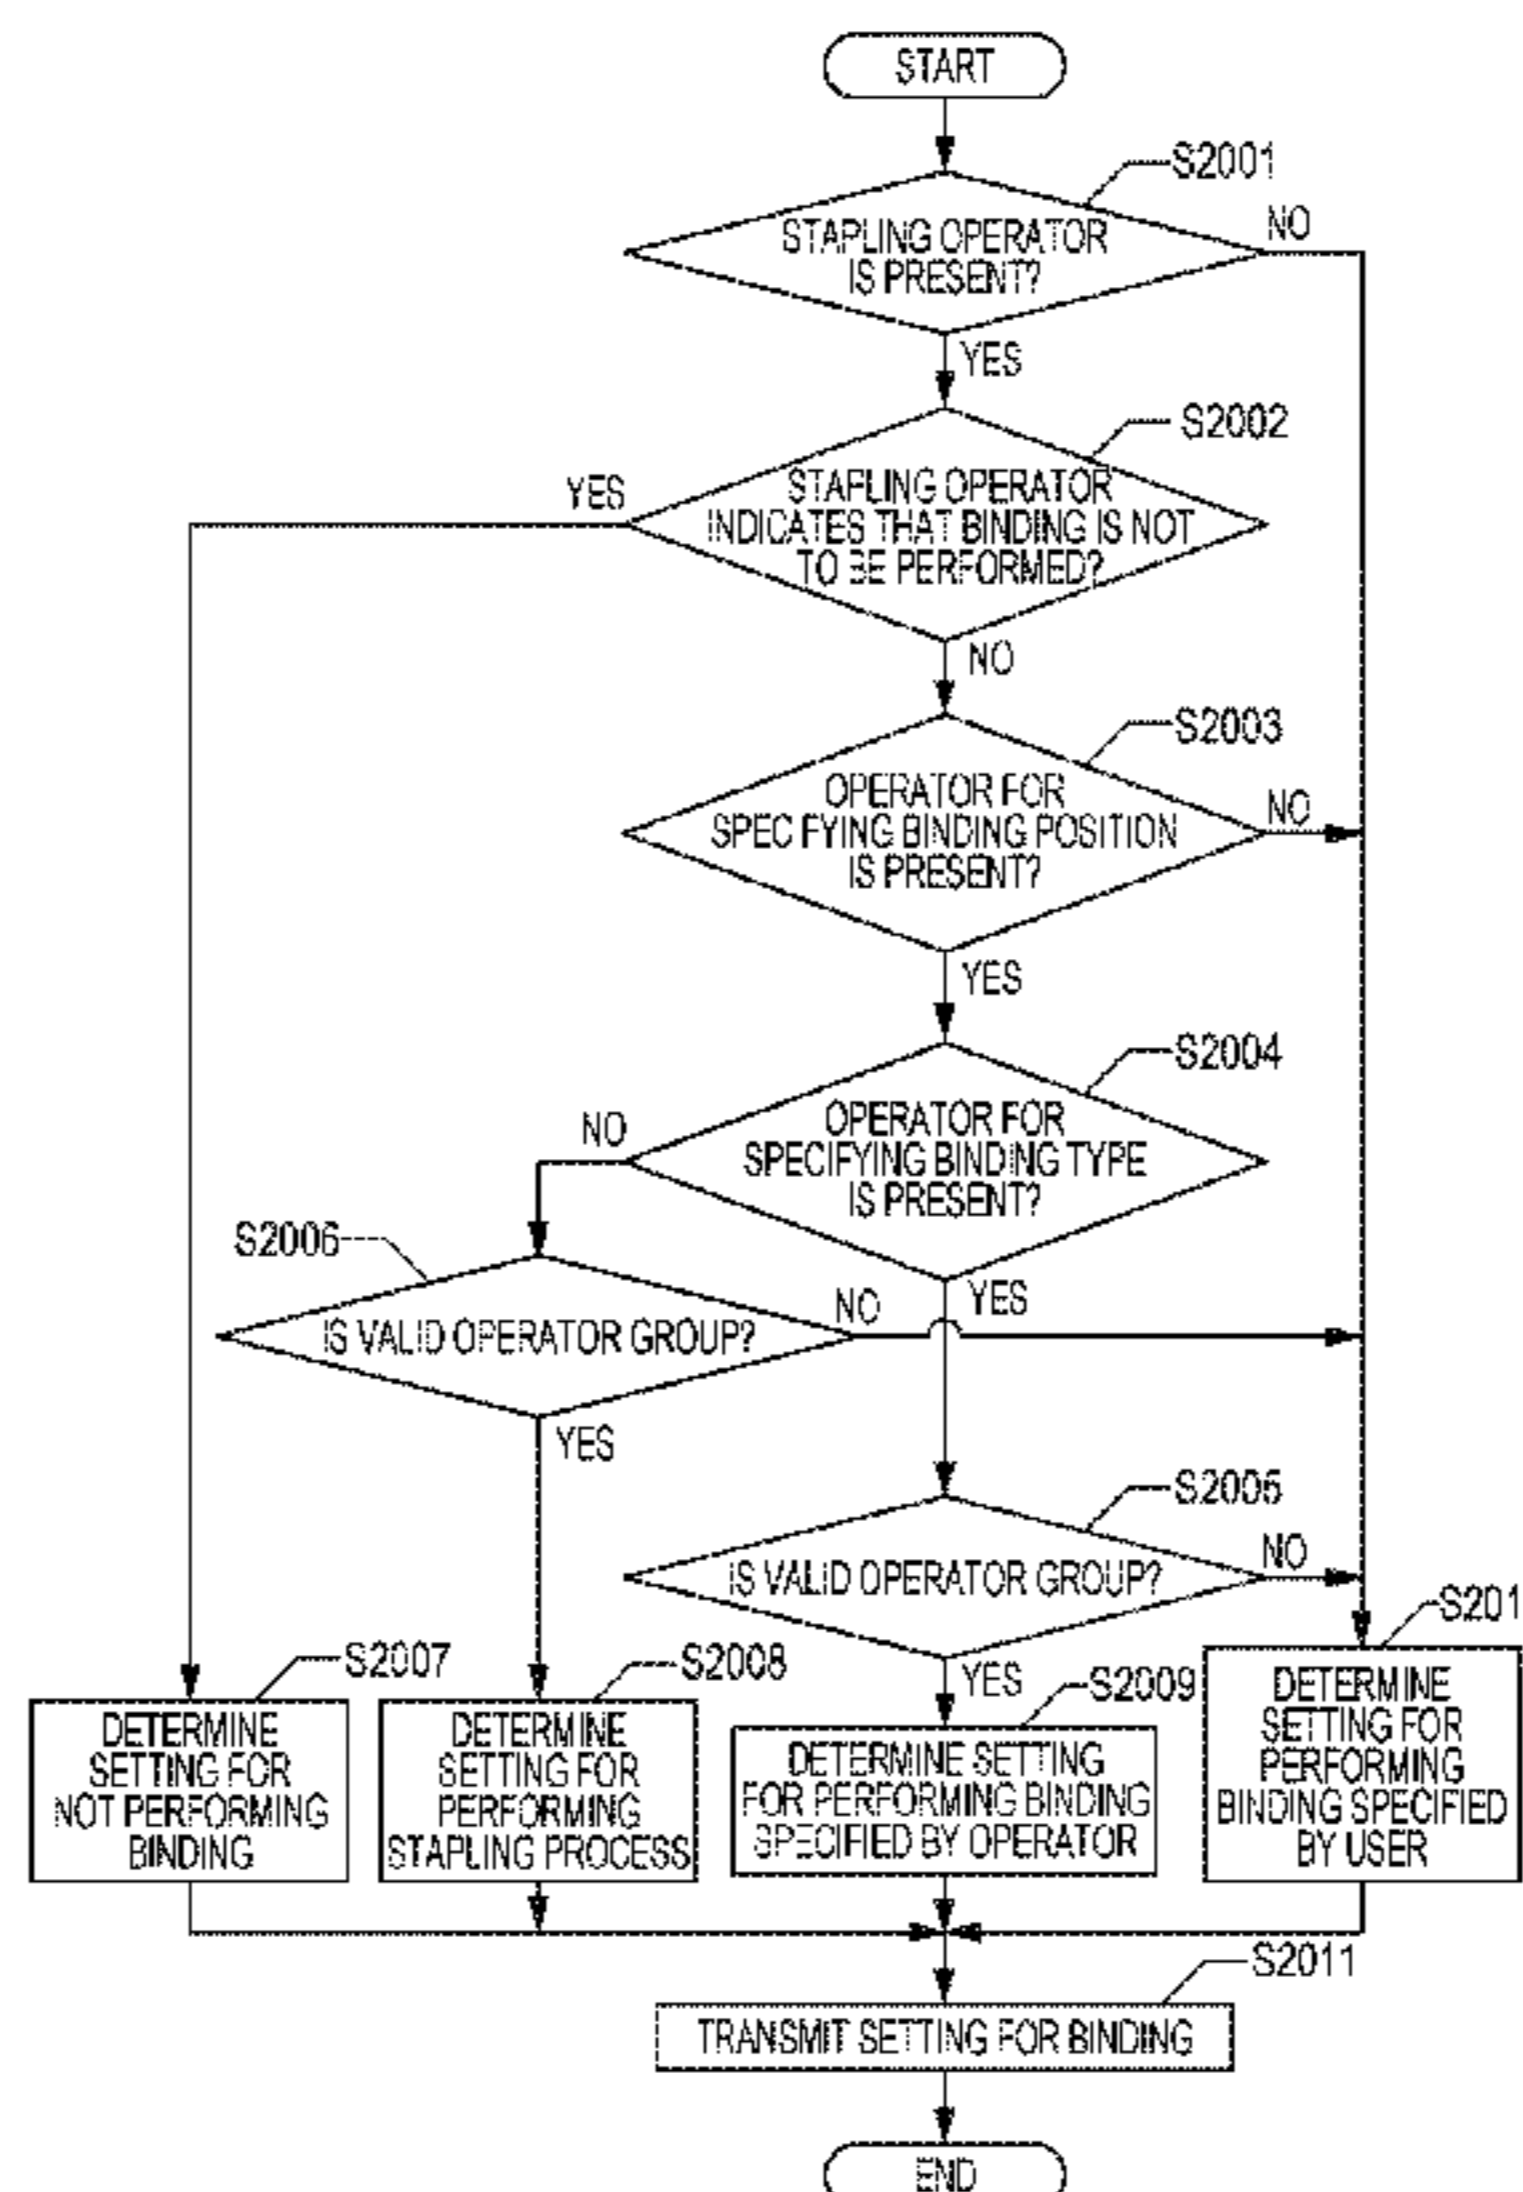 START
S2001
STAPLING OPERATOR
IS PRESENT?
NO
YES
S2002
STAPLING OPERATOR
INDICATES THAT BINDING IS NOT
TO BE PERFORMED?
YES
NO
S2003
OPERATOR FOR
SPECIFYING BINDING POSITION
IS PRESENT?
NO
YES
S2004
OPERATOR FOR
SPECIFYING BINDING TYPE
IS PRESENT?
NO
YES
S2006
IS VALID OPERATOR GROUP?
NO
YES
S2005
IS VALID OPERATOR GROUP?
NO
YES
S2007
DETERMINE
SETTING FOR
NOT PERFORMING
BINDING
S2008
DETERMINE
SETTING FOR
PERFORMING
STAPLING PROCESS
S2009
DETERMINE SETTING
FOR PERFORMING BINDING
SPECIFIED BY OPERATOR
S201
DETERMINE
SETTING FOR
PERFORMING
BINDING SPECIFIED
BY USER
S2011
TRANSMIT SETTING FOR BINDING
END